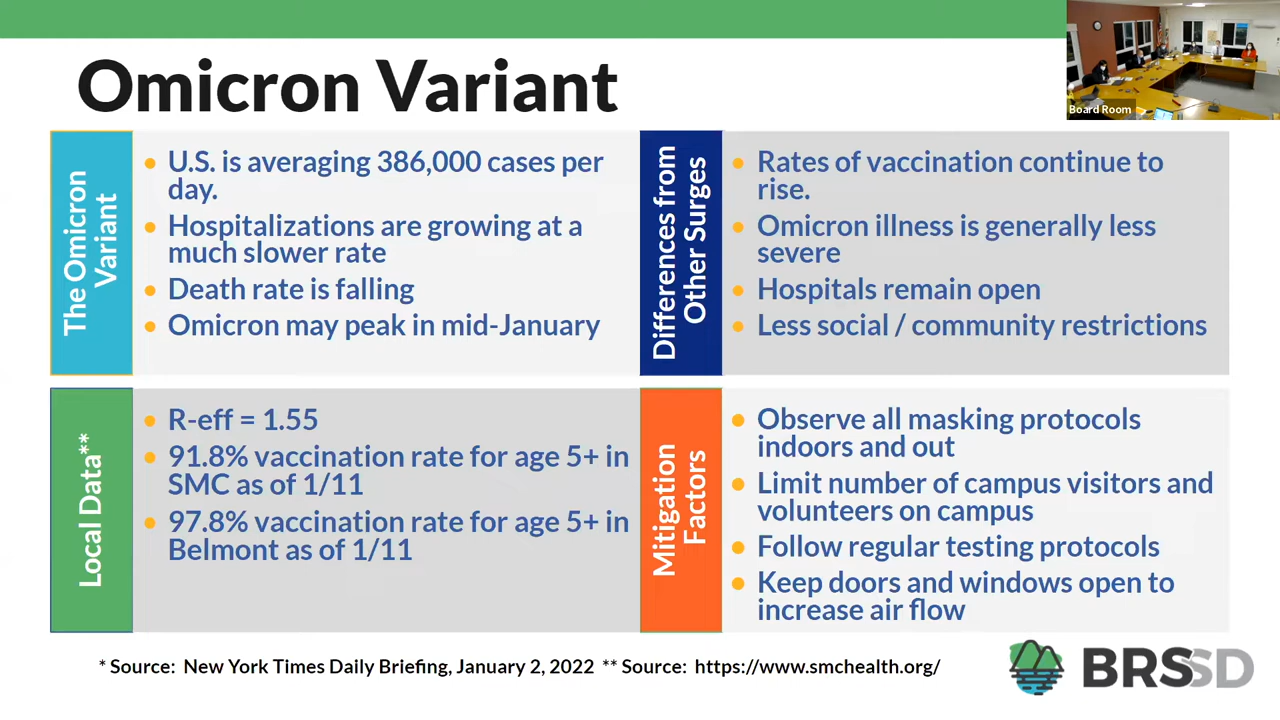 Omicron Variant
Board Room
The Omicron
Variant
• U.S. is averaging 386,000 cases per
day.
• Hospitalizations are growing at a
much slower rate
• Death rate is falling
• Omicron may peak in mid-January
Differences from
Other Surges
• Rates of vaccination continue to
rise.
• Omicron illness is generally less
severe
• Hospitals remain open
• Less social / community restrictions
Local Data**
• R-eff = 1.55
• 91.8% vaccination rate for age 5+ in
SMC as of 1/11
• 97.8% vaccination rate for age 5+ in
Belmont as of 1/11
Mitigation
Factors
• Observe all masking protocols
indoors and out
• Limit number of campus visitors and
volunteers on campus
• Follow regular testing protocols
• Keep doors and windows open to
increase air flow
* Source: New York Times Daily Briefing, January 2, 2022 ** Source: https://www.smchealth.org/
BRSSD